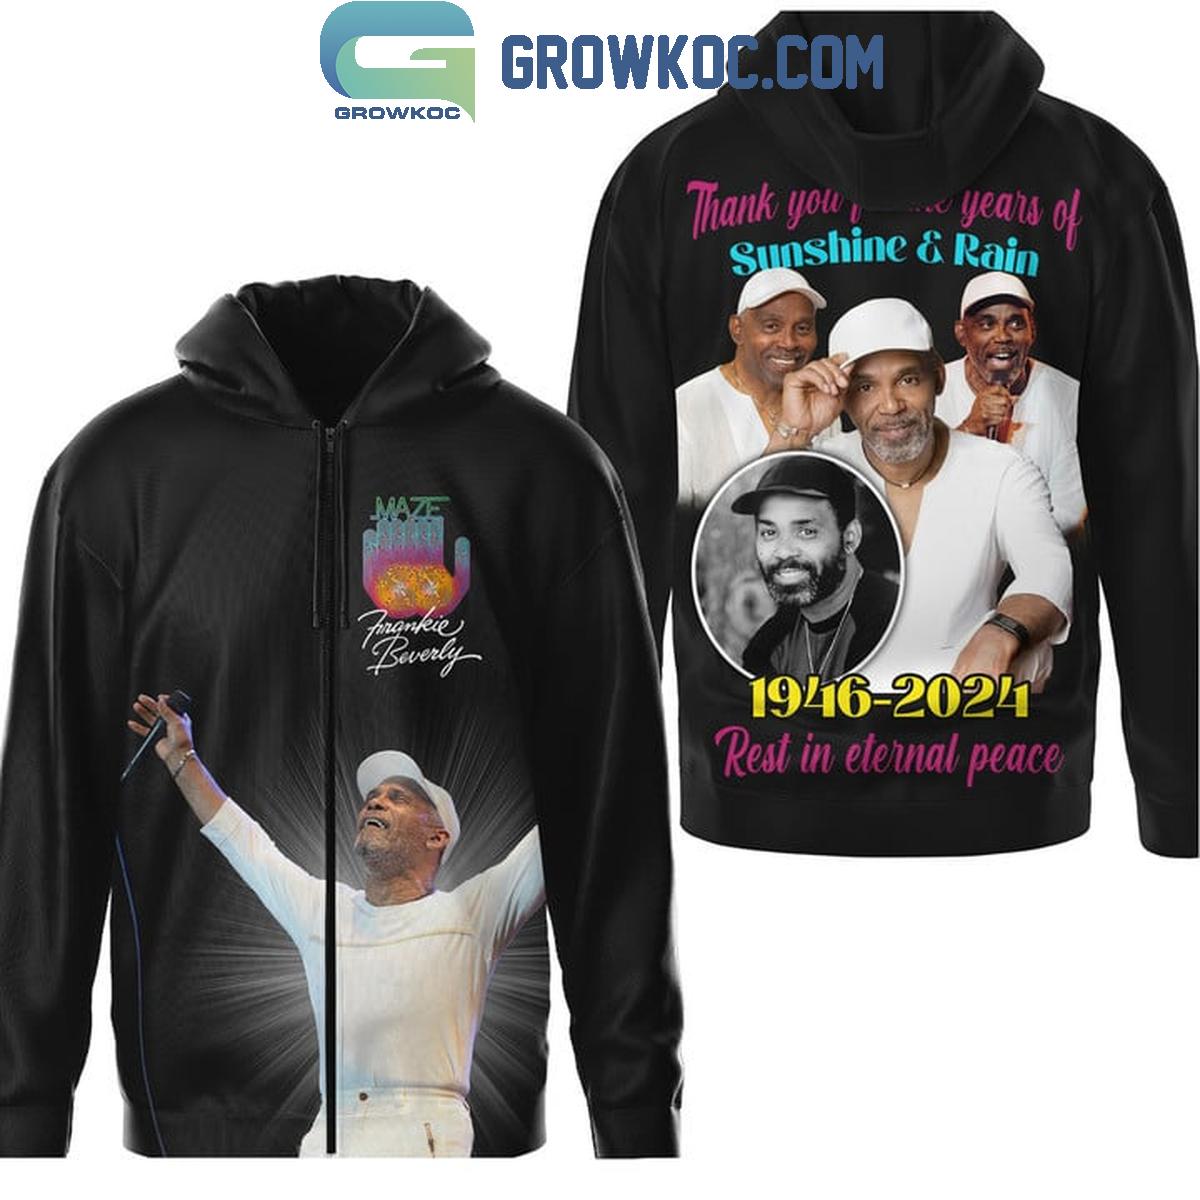 GROWKOC
GROWKOC.COM
Thank you years of
Sunshine & Rain
1946-2024
Rest in eternal peace
MAZE
Frankie
Beverly